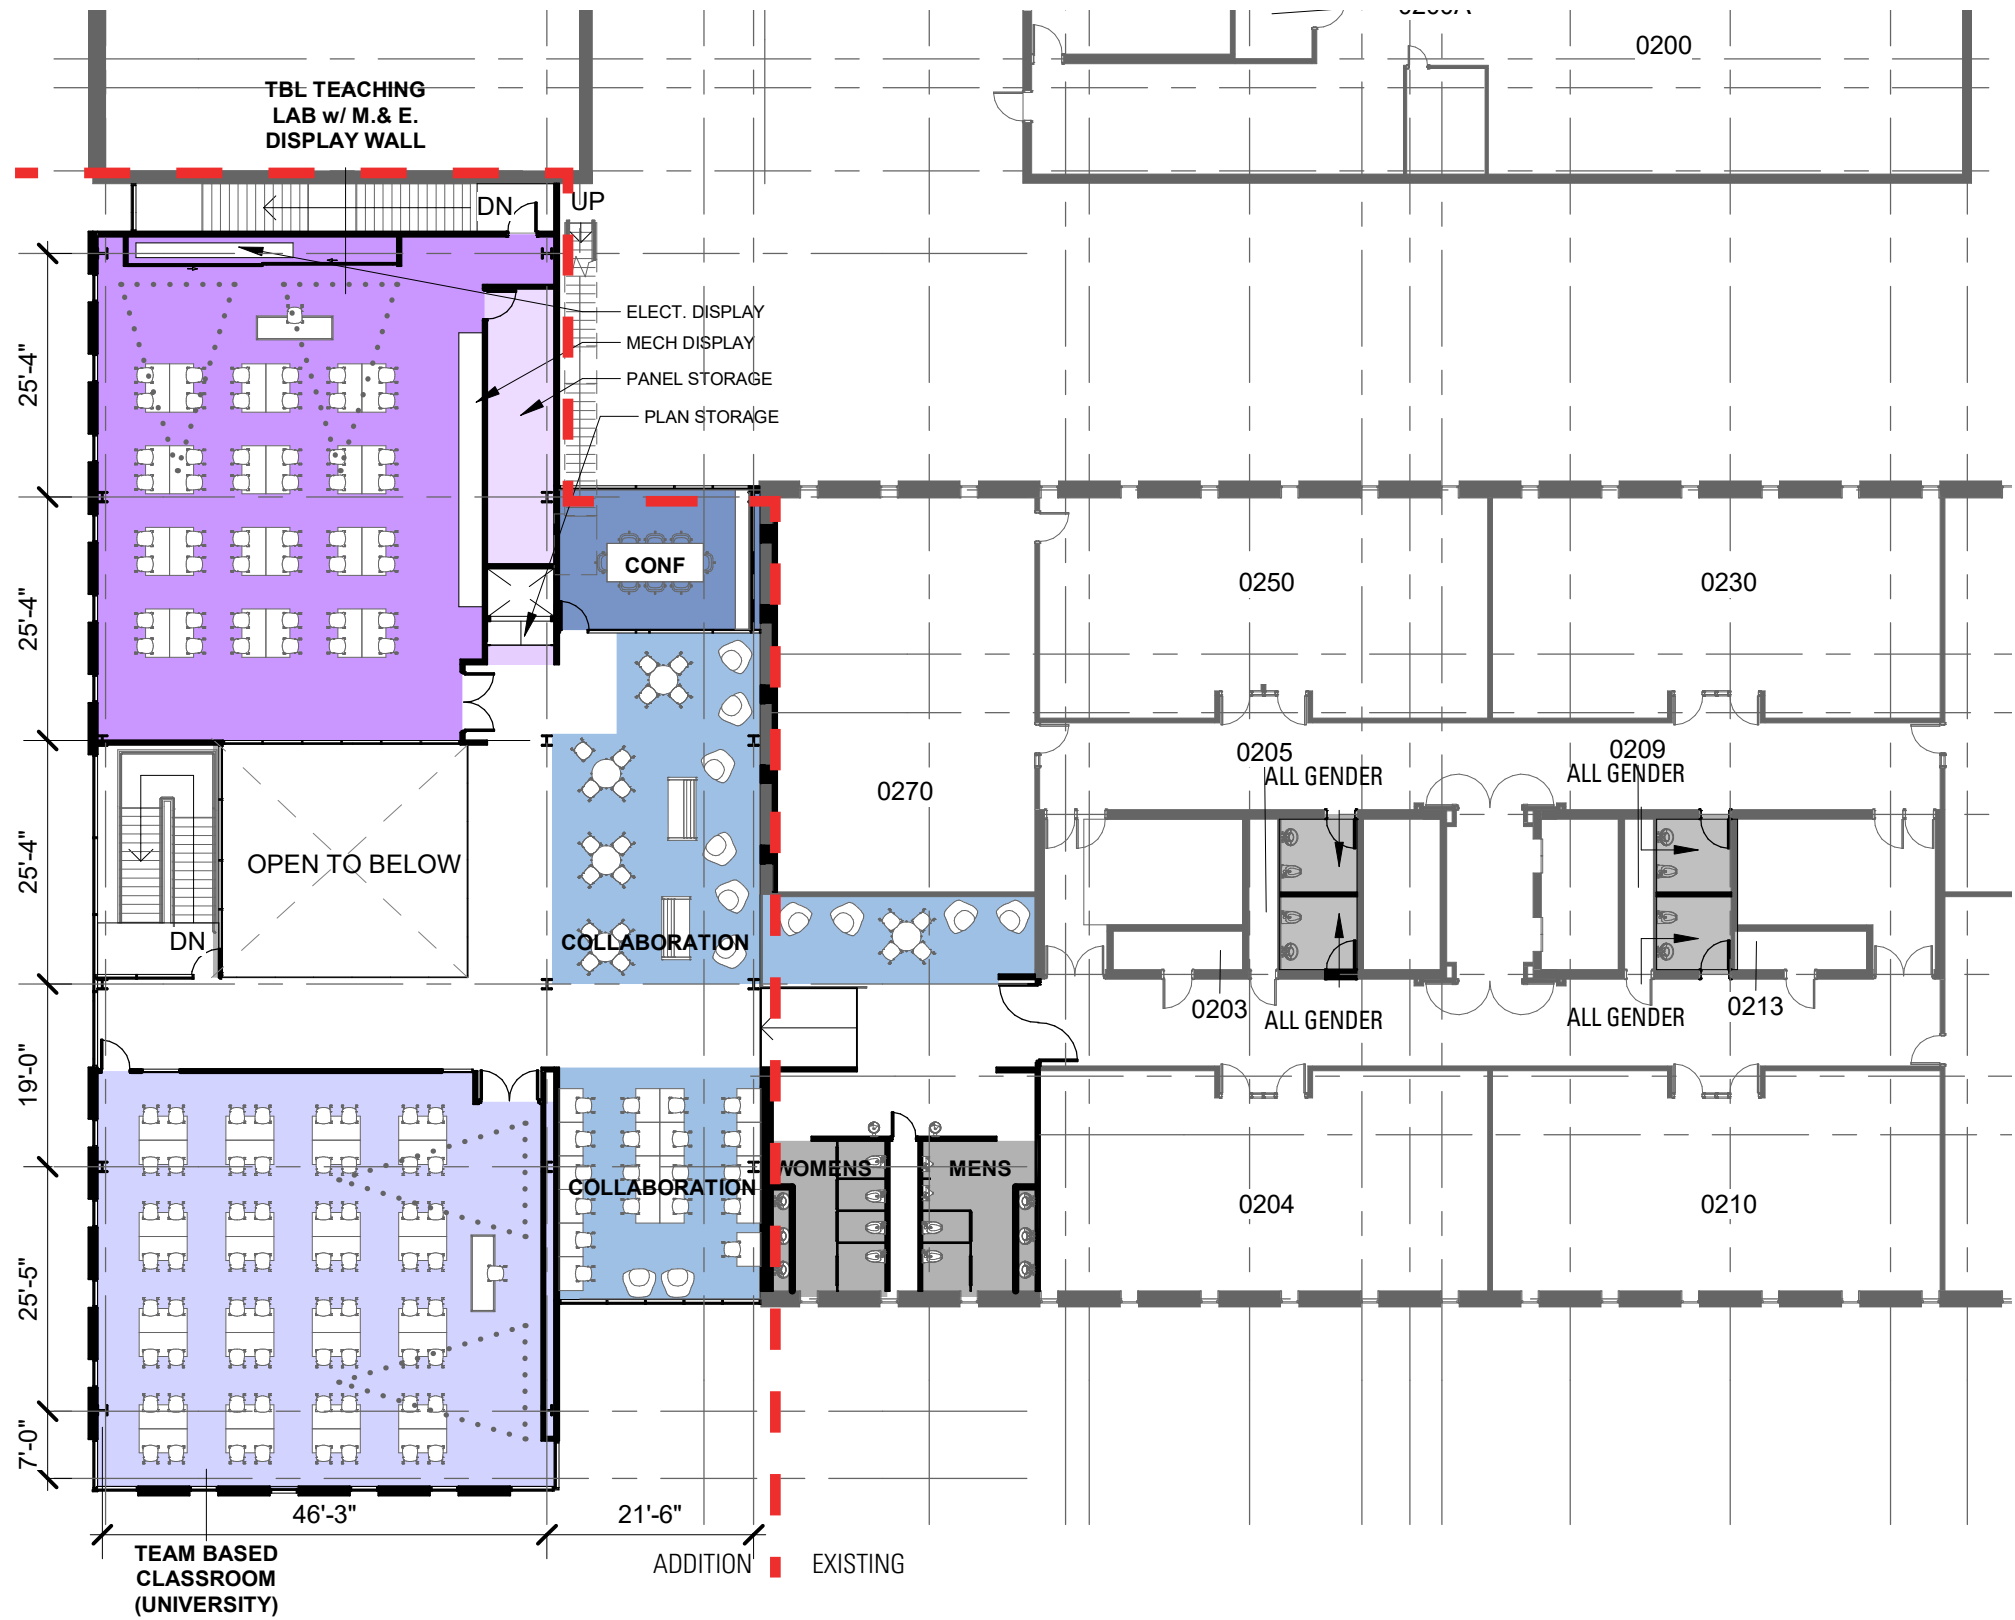 0200
TBL TEACHING
LAB w/ M.& E.
DISPLAY WALL
DN
UP
ELECT. DISPLAY
MECH DISPLAY
PANEL STORAGE
PLAN STORAGE
25'-4"
25'-4"
25'-4"
19'-0"
25'-5"
7'-0"
CONF
0250
0230
0270
0205
ALL GENDER
0209
ALL GENDER
OPEN TO BELOW
DN
COLLABORATION
0203
ALL GENDER
ALL GENDER
0213
COLLABORATION
WOMENS
MENS
0204
0210
46'-3"
21'-6"
TEAM BASED
CLASSROOM
(UNIVERSITY)
ADDITION
EXISTING